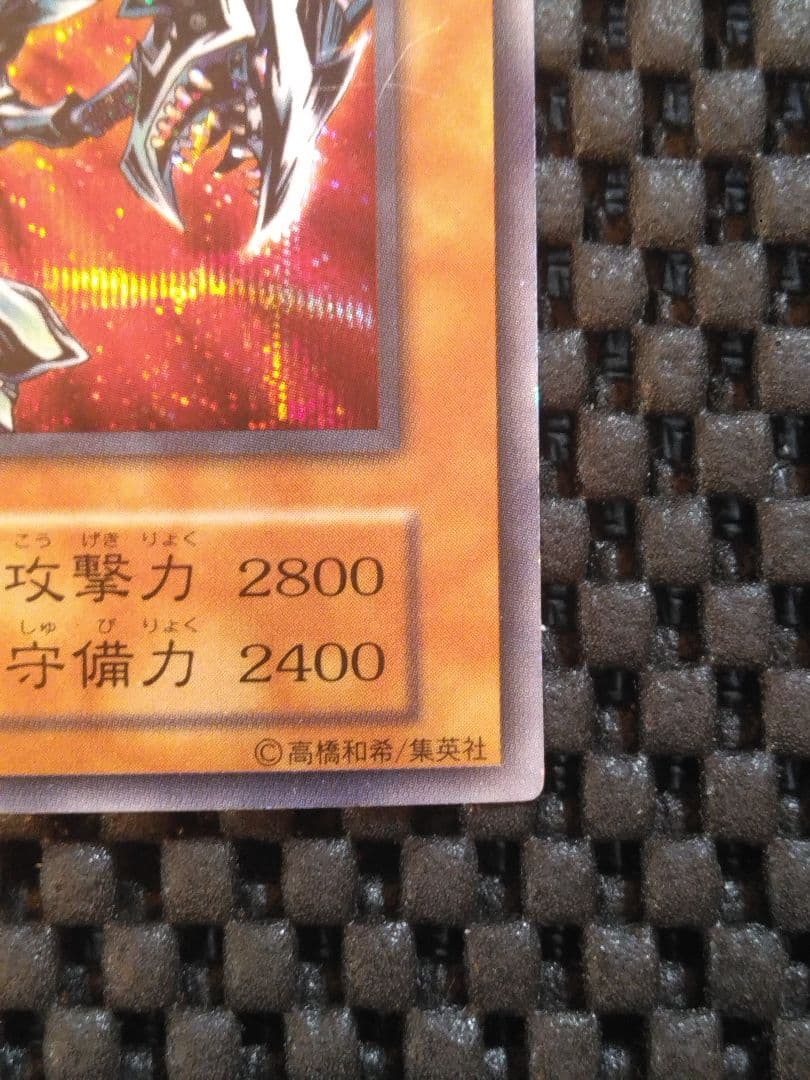 こう げき りょく
攻撃力 2800
しゅ び りょく
守備力 2400
©高橋和希/集英社